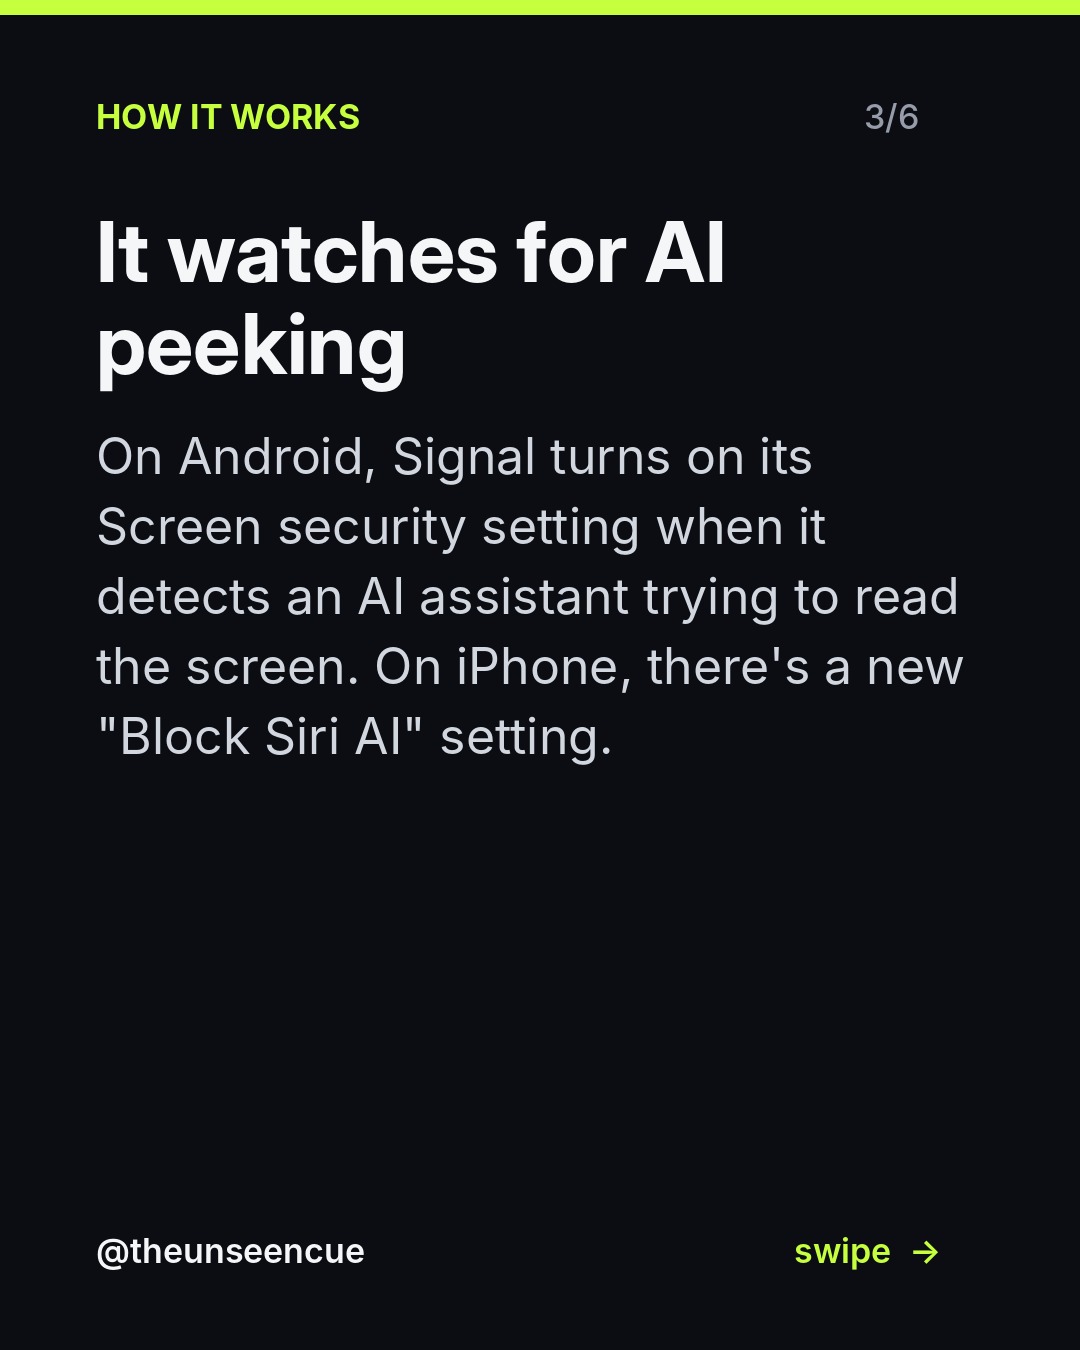 HOW IT WORKS
3/6
It watches for AI
peeking
On Android, Signal turns on its
Screen security setting when it
detects an AI assistant trying to read
the screen. On iPhone, there's a new
"Block Siri AI" setting.
@theunseencue
swipe →